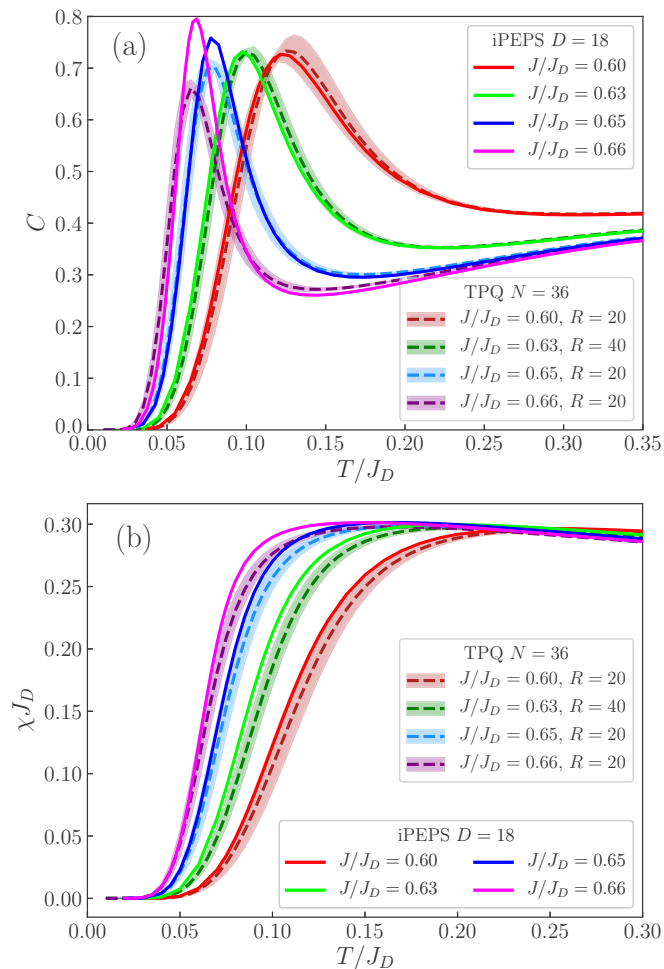 (a)
C
0.8
0.7
0.6
0.5
0.4
0.3
0.2
0.1
0.0
iPEPS D = 18
J/J_D = 0.60
J/J_D = 0.63
J/J_D = 0.65
J/J_D = 0.66
TPQ N = 36
J/J_D = 0.60, R = 20
J/J_D = 0.63, R = 40
J/J_D = 0.65, R = 20
J/J_D = 0.66, R = 20
0.00 0.05 0.10 0.15 0.20 0.25 0.30 0.35
T/J_D
(b)
χJ_D
0.30
0.25
0.20
0.15
0.10
0.05
0.00
TPQ N = 36
J/J_D = 0.60, R = 20
J/J_D = 0.63, R = 40
J/J_D = 0.65, R = 20
J/J_D = 0.66, R = 20
iPEPS D = 18
J/J_D = 0.60 J/J_D = 0.65
J/J_D = 0.63 J/J_D = 0.66
0.00 0.05 0.10 0.15 0.20 0.25 0.30
T/J_D